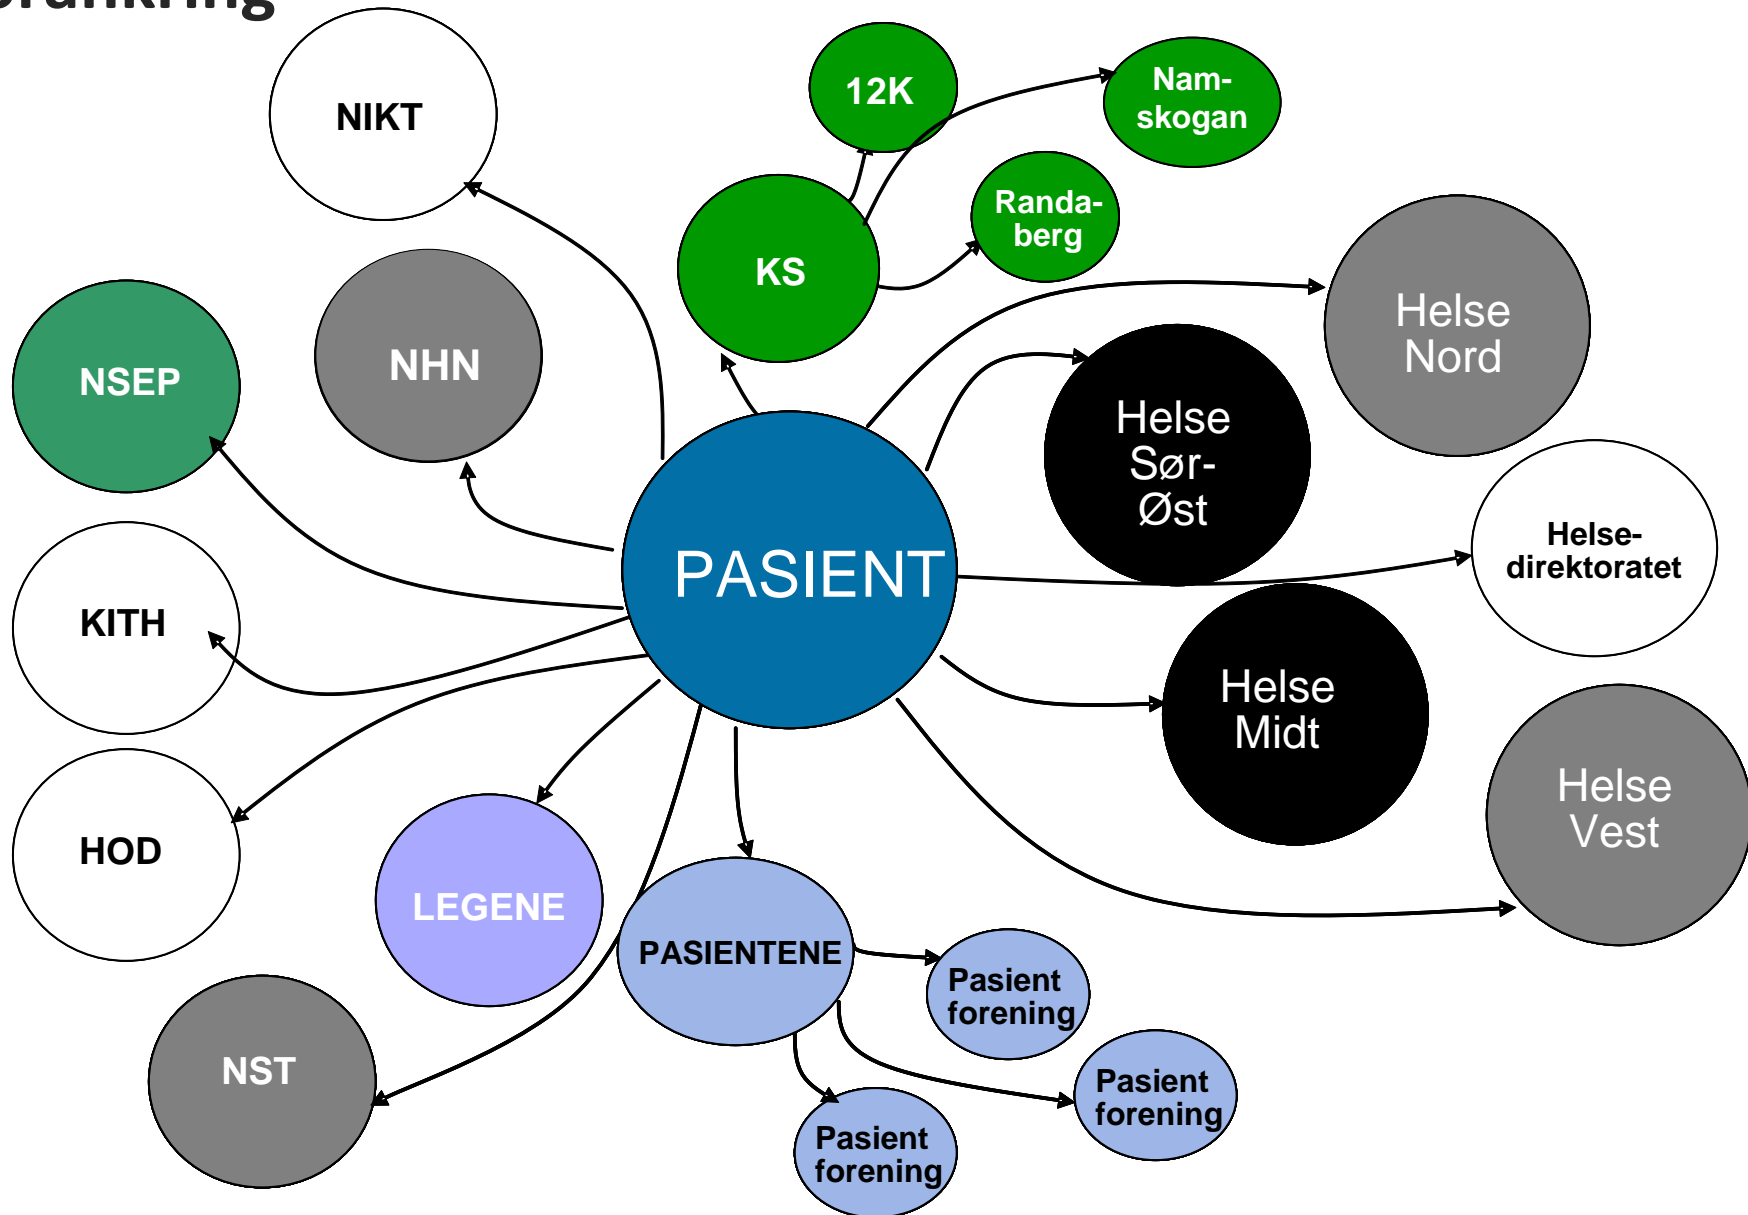 NIKT
12K
Nam-
skogan
Randa-
berg
KS
Helse
Nord
NHN
NSEP
Helse
Sør-
Øst
PASIENT
Helse-
direktoratet
KITH
Helse
Midt
HOD
Helse
Vest
LEGENE
PASIENTENE
Pasient
forening
NST
Pasient
forening
Pasient
forening